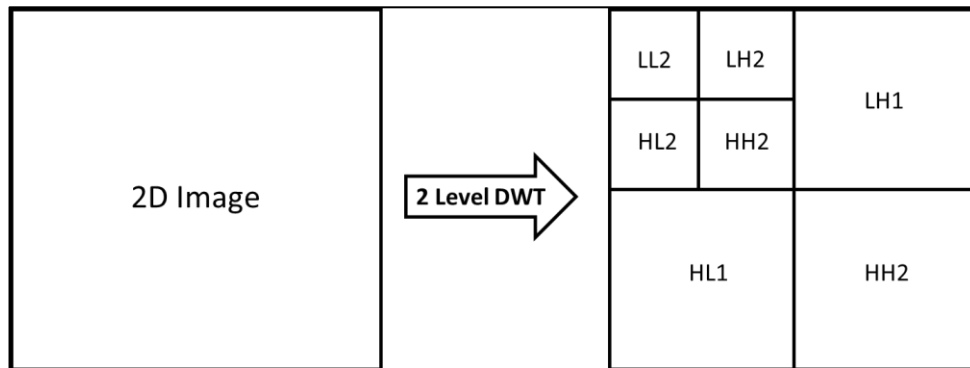 LL2 LH2
LH1
HL2 HH2
2D Image
2 Level DWT
HL1 HH2